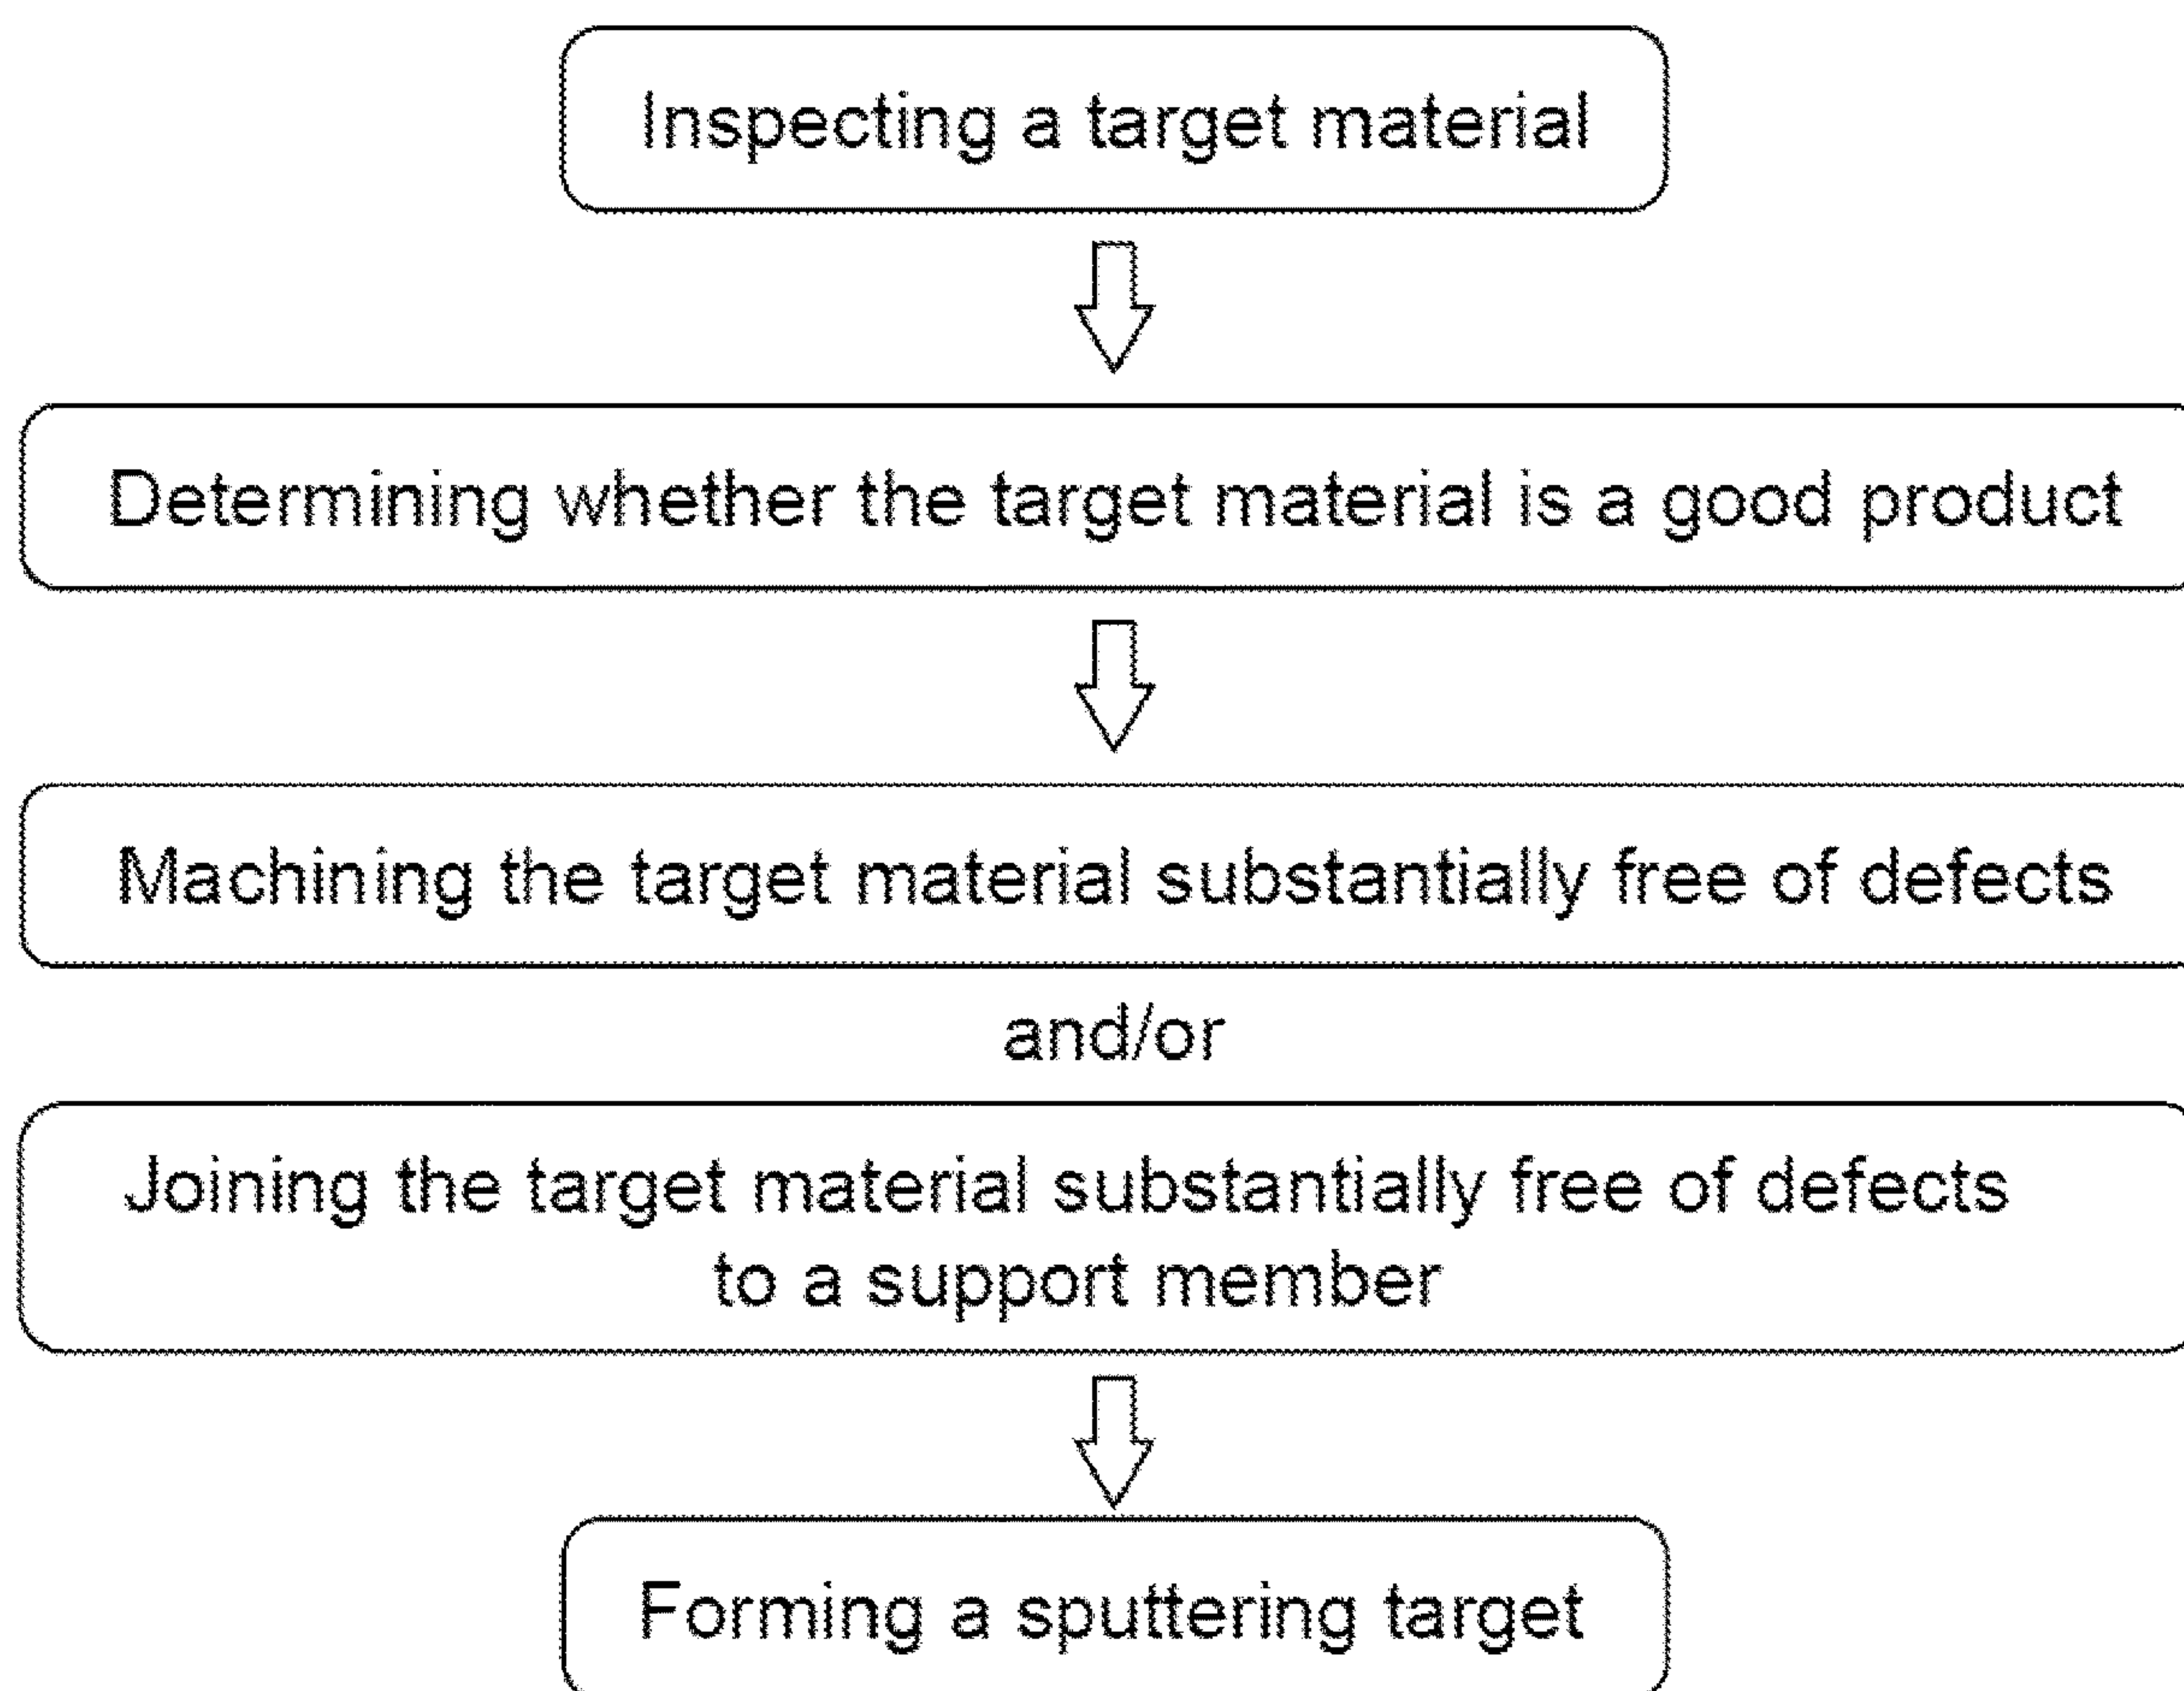 Inspecting a target material
Determining whether the target material is a good product
Machining the target material substantially free of defects
and/or
Joining the target material substantially free of defects
to a support member
Forming a sputtering target